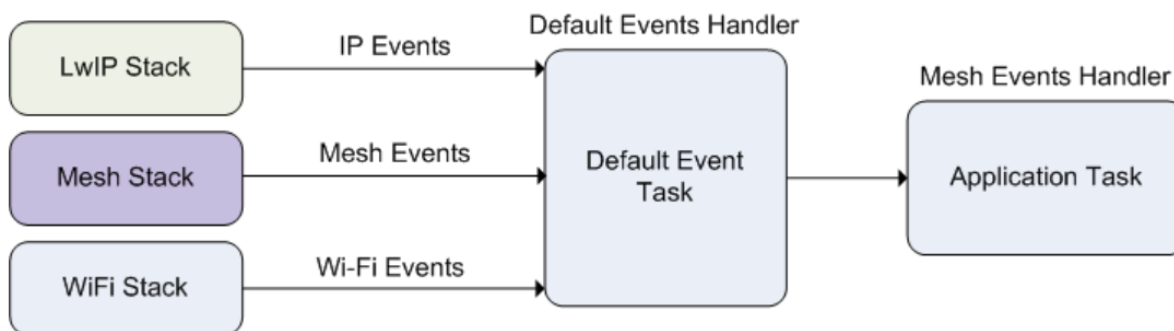 Default Events Handler
LwIP Stack
IP Events
Mesh Events Handler
Mesh Stack
Mesh Events
Default Event
Task
Application Task
WiFi Stack
Wi-Fi Events